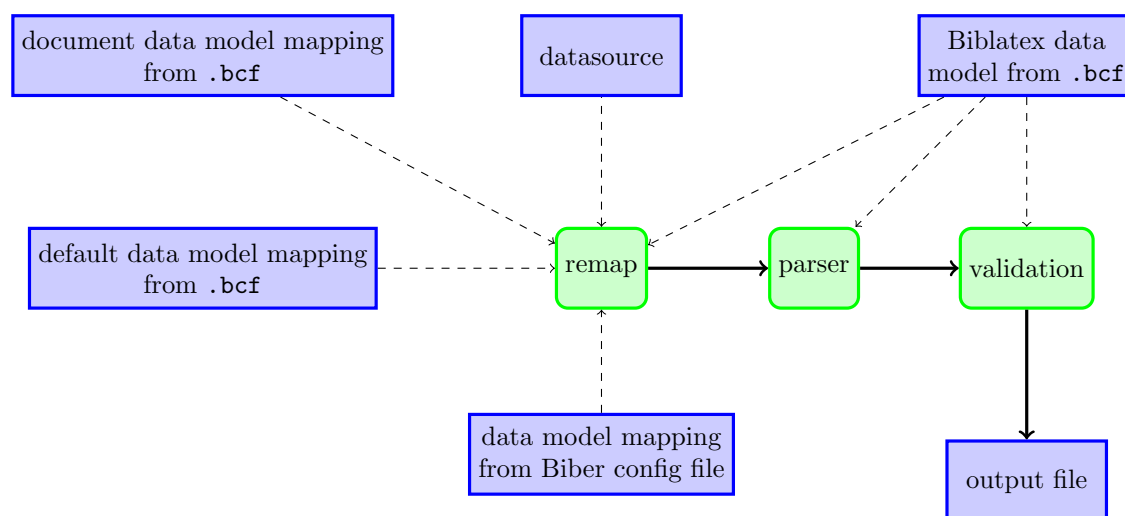 document data model mapping
from .bcf
datasource
Biblatex data
model from .bcf
default data model mapping
from .bcf
remap
parser
validation
data model mapping
from Biber config file
output file